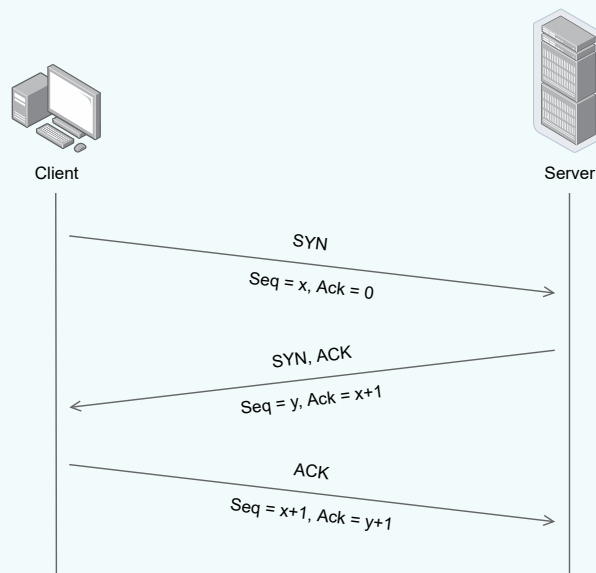 Client
Server
SYN
Seq = x, Ack = 0
SYN, ACK
Seq = y, Ack = x+1
ACK
Seq = x+1, Ack = y+1